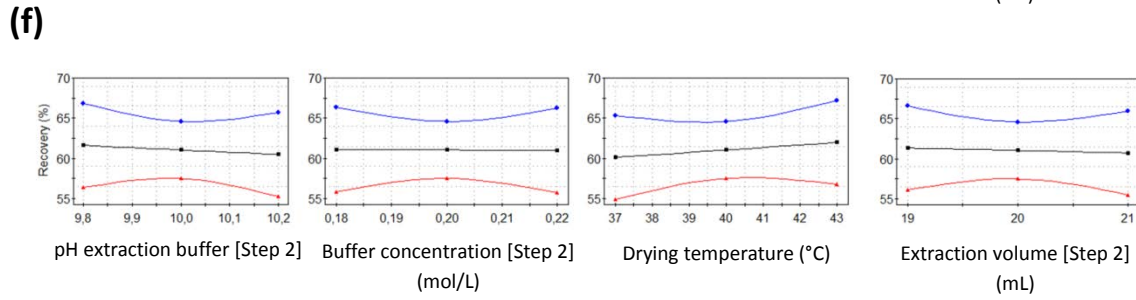 (f)
70
65
60
55
Recovery (%)
9,8 9,9 10,0 10,1 10,2
pH extraction buffer [Step 2]
70
65
60
55
0,18 0,19 0,20 0,21 0,22
Buffer concentration [Step 2]
(mol/L)
70
65
60
55
37 38 39 40 41 42 43
Drying temperature (°C)
70
65
60
55
19 20 21
Extraction volume [Step 2]
(mL)